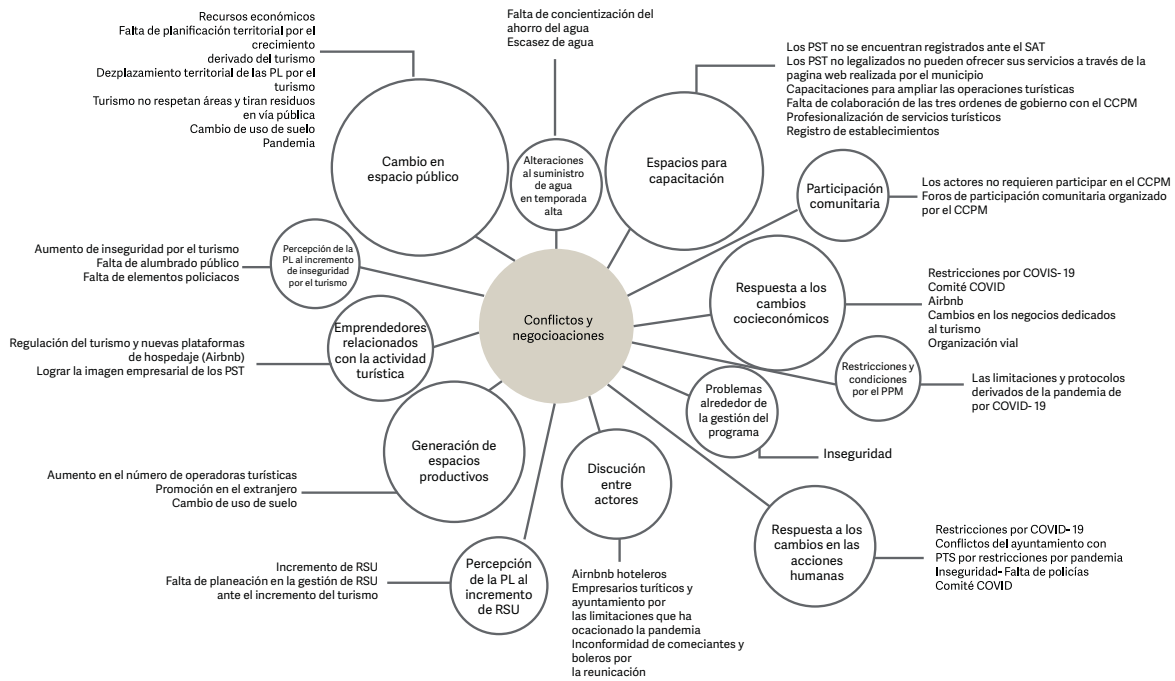 Recursos económicos
Falta de planificación territorial por el
crecimiento
derivado del turismo
Dezplazamiento territorial de las PL por el
turismo
Turismo no respetan áreas y tiran residuos
en vía pública
Cambio de uso de suelo
Pandemia
Cambio en
espacio público
Falta de concientización del
ahorro del agua
Escasez de agua
Alteraciones
al suministro
de agua
en temporada
alta
Los PST no se encuentran registrados ante el SAT
Los PST no legalizados no pueden ofrecer sus servicios a través de la
pagina web realizada por el municipio
Capacitaciones para ampliar las operaciones turísticas
Falta de colaboración de las tres ordenes de gobierno con el CCPM
Profesionalización de servicios turísticos
Registro de establecimientos
Espacios para
capacitación
Participación
comunitaria
Los actores no requieren participar en el CCPM
Foros de participación comunitaria organizado
por el CCPM
Aumento de inseguridad por el turismo
Falta de alumbrado público
Falta de elementos policiacos
Percepción de la
PL al incremento
de inseguridad
por el turismo
Respuesta a los
cambios
cocieconómicos
Restricciones por COVIS- 19
Comité COVID
Airbnb
Cambios en los negocios dedicados
al turismo
Organización vial
Conflictos y
negocioaciones
Regulación del turismo y nuevas plataformas
de hospedaje (Airbnb)
Lograr la imagen empresarial de los PST
Emprendedores
relacionados
con la actividad
turística
Restricciones y
condiciones
por el PPM
Las limitaciones y protocolos
derivados de la pandemia de
por COVID- 19
Problemas
alrededor de
la gestión del
programa
Inseguridad
Generación de
espacios
productivos
Aumento en el número de operadoras turísticas
Promoción en el extranjero
Cambio de uso de suelo
Discución
entre
actores
Airbnbnb hoteleros
Empresarios turíticos y
ayuntamiento por
las limitaciones que ha
ocacionado la pandemia
Inconformidad de comeciantes y
boleros por
la reunicación
Respuesta a los
cambios en las
acciones
humanas
Restricciones por COVID- 19
Conflictos del ayuntamiento con
PTS por restricciones por pandemia
Inseguridad- Falta de policías
Comité COVID
Incremento de RSU
Falta de planeación en la gestión de RSU
ante el incremento del turismo
Percepción
de la PL al
incremento
de RSU